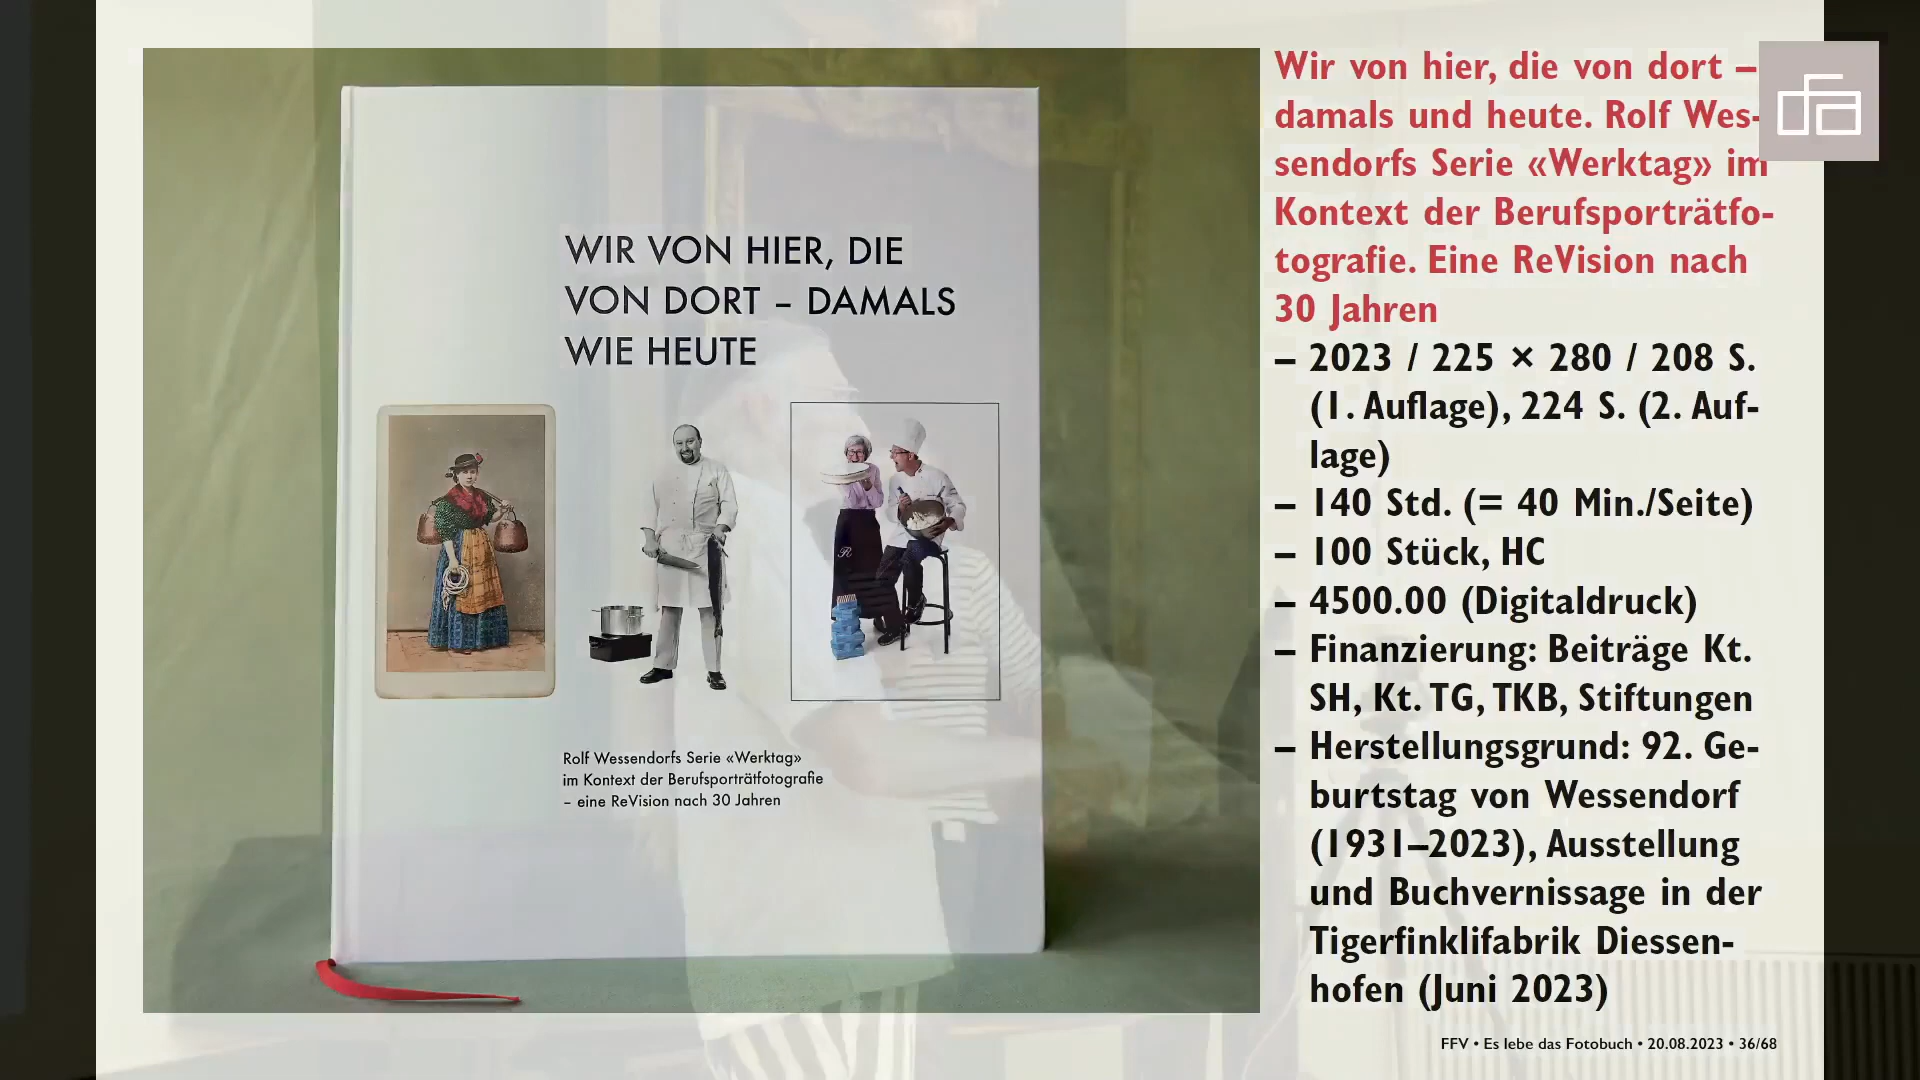 WIR VON HIER, DIE
VON DORT – DAMALS
WIE HEUTE
R
Rolf Wessendorfs Serie «Werktag»
im Kontext der Berufsporträtfotografie
– eine ReVision nach 30 Jahren
Wir von hier, die von dort –
damals und heute. Rolf Wes-
sendorfs Serie «Werktag» im
Kontext der Berufsporträtfo-
tografie. Eine ReVision nach
30 Jahren
– 2023 / 225 × 280 / 208 S.
(1. Auflage), 224 S. (2. Auf-
lage)
– 140 Std. (= 40 Min./Seite)
– 100 Stück, HC
– 4500.00 (Digitaldruck)
– Finanzierung: Beiträge Kt.
SH, Kt. TG, TKB, Stiftungen
– Herstellungsgrund: 92. Ge-
burtstag von Wessendorf
(1931–2023), Ausstellung
und Buchvernissage in der
Tigerfinklifabrik Diessen-
hofen (Juni 2023)
FFV • Es lebe das Fotobuch • 20.08.2023 • 36/68